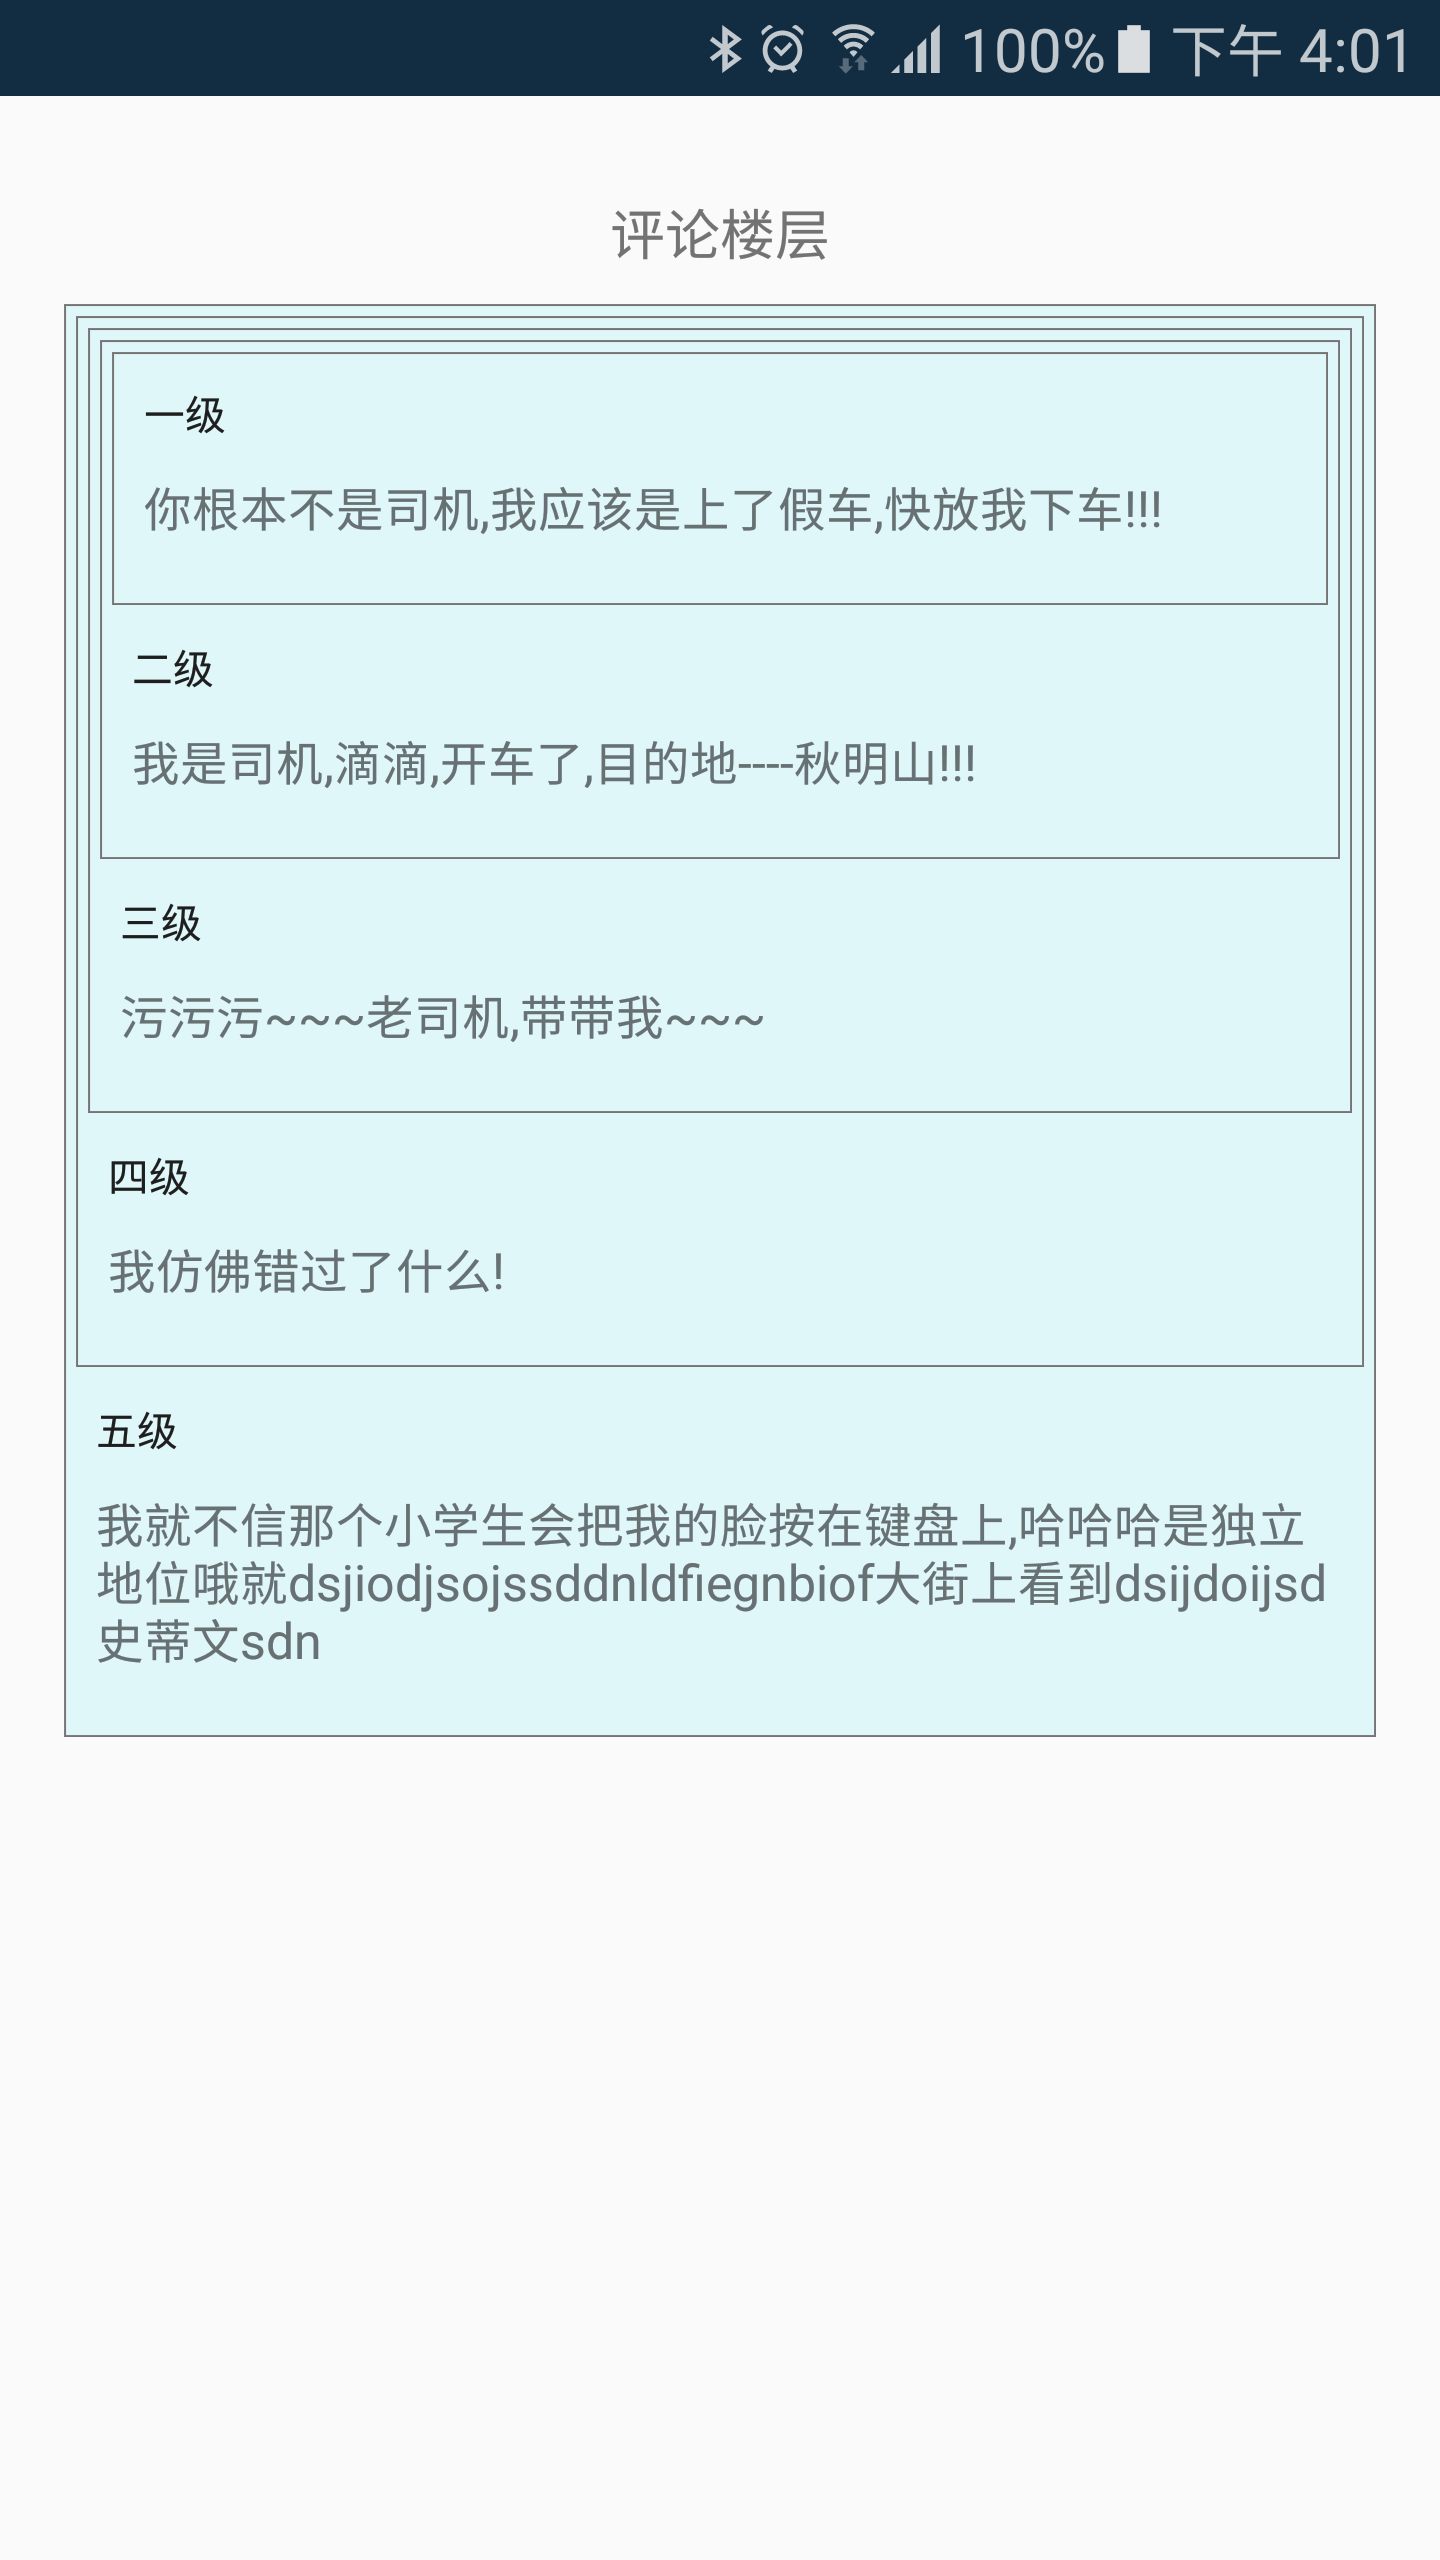 100% 下午 4:01
评论楼层
一级
你根本不是司机,我应该是上了假车,快放我下车!!!
二级
我是司机,滴滴,开车了,目的地----秋明山!!!
三级
污污污~~~老司机,带带我~~~
四级
我仿佛错过了什么!
五级
我就不信那个小学生会把我的脸按在键盘上,哈哈哈是独立
地位哦就dsjiodjsojssddnldfiegnbiof大街上看到dsijdoijsd
史蒂文sdn